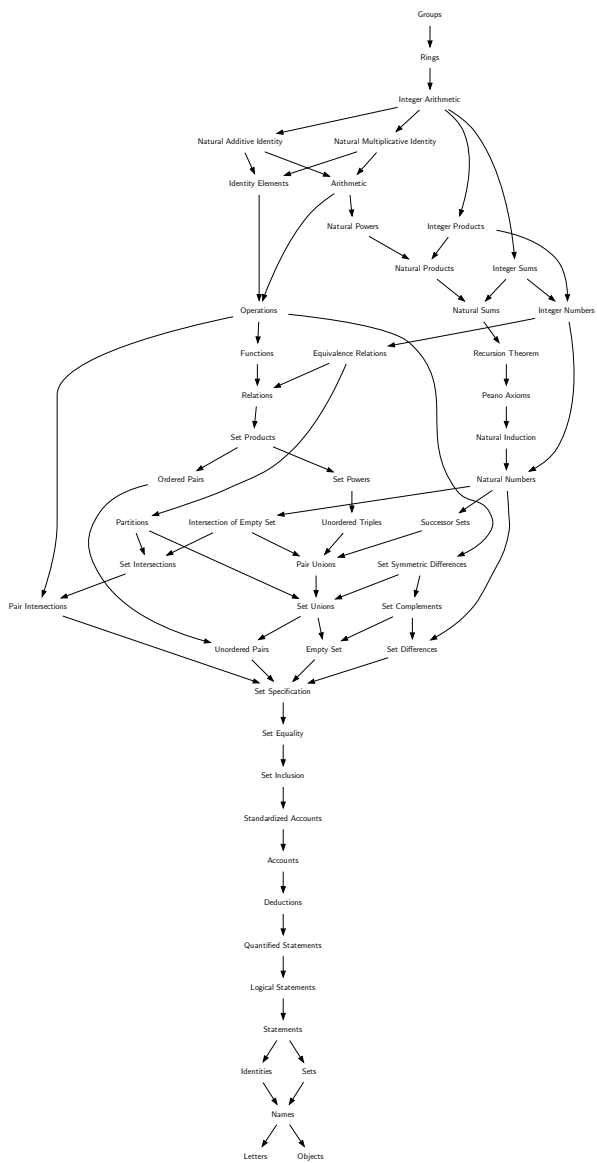 Groups
Rings
Integer Arithmetic
Natural Additive Identity
Natural Multiplicative Identity
Identity Elements
Arithmetic
Natural Powers
Integer Products
Natural Products
Integer Sums
Operations
Natural Sums
Integer Numbers
Functions
Equivalence Relations
Recursion Theorem
Relations
Peano Axioms
Set Products
Natural Induction
Ordered Pairs
Set Powers
Natural Numbers
Partitions
Intersection of Empty Set
Unordered Triples
Successor Sets
Set Intersections
Pair Unions
Set Symmetric Differences
Pair Intersections
Set Unions
Set Complements
Unordered Pairs
Empty Set
Set Differences
Set Specification
Set Equality
Set Inclusion
Standardized Accounts
Accounts
Deductions
Quantified Statements
Logical Statements
Statements
Identities
Sets
Names
Letters
Objects